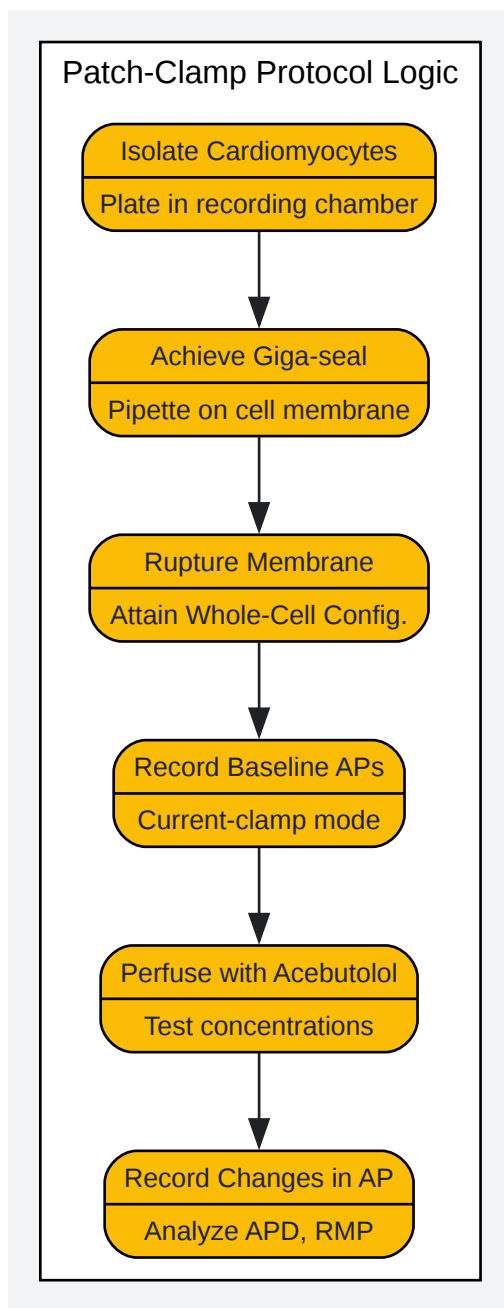 Patch-Clamp Protocol Logic
Isolate Cardiomyocytes
Plate in recording chamber
Achieve Giga-seal
Pipette on cell membrane
Rupture Membrane
Attain Whole-Cell Config.
Record Baseline APs
Current-clamp mode
Perfuse with Acebutolol
Test concentrations
Record Changes in AP
Analyze APD, RMP